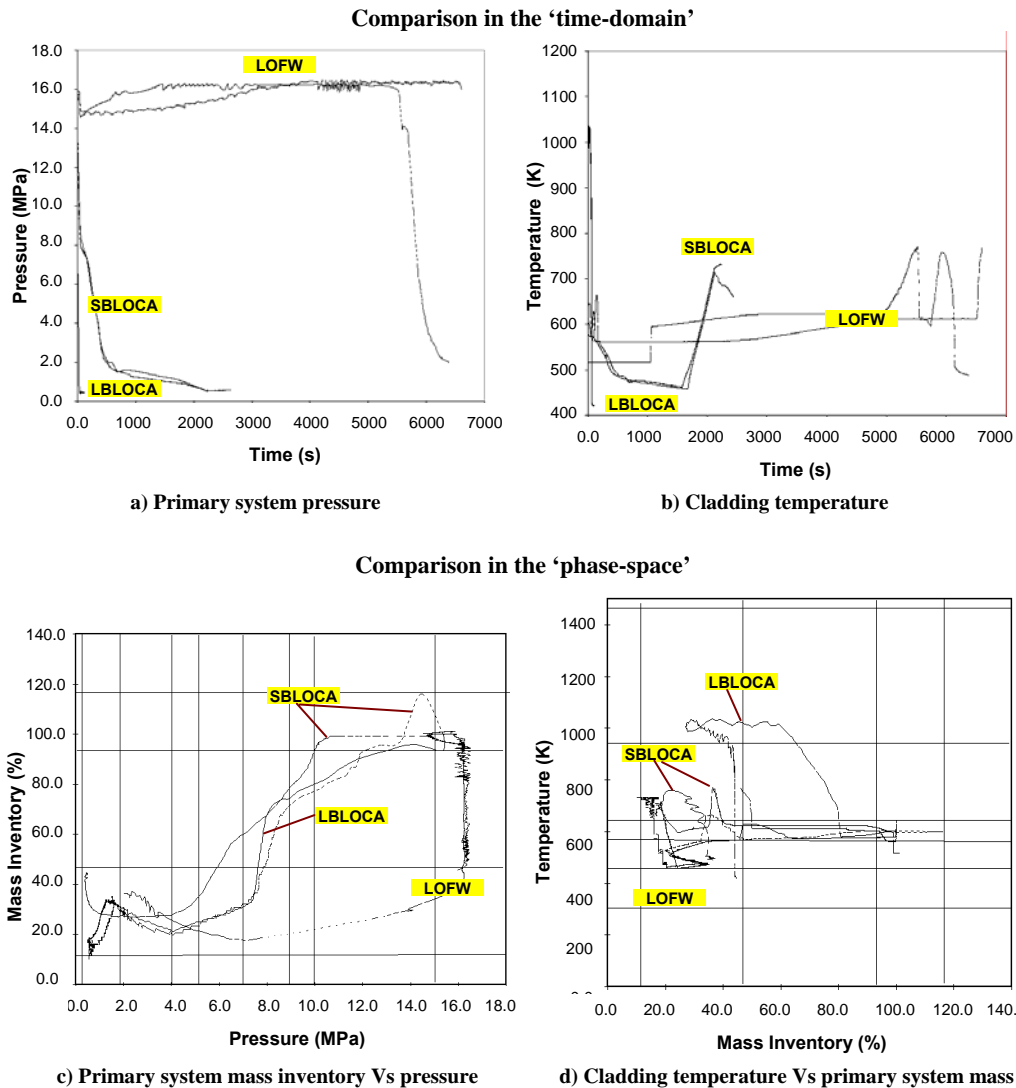 Comparison in the ‘time-domain’
18.0
16.0
14.0
12.0
10.0
8.0
6.0
4.0
2.0
0.0
Pressure (MPa)
LOFW
SBLOCA
LBLOCA
0.0 1000 2000 3000 4000 5000 6000 7000
Time (s)
a) Primary system pressure
1200
1100
1000
900
800
700
600
500
400
Temperature (K)
SBLOCA
LOFW
LBLOCA
0.0 1000 2000 3000 4000 5000 6000 7000
Time (s)
b) Cladding temperature
Comparison in the ‘phase-space’
140.0
120.0
100.0
80.0
60.0
40.0
20.0
0.0
Mass Inventory (%)
SBLOCA
LBLOCA
LOFW
0.0 2.0 4.0 6.0 8.0 10.0 12.0 14.0 16.0 18.0
Pressure (MPa)
c) Primary system mass inventory Vs pressure
1400
1200
1000
800
600
400
200
Temperature (K)
LBLOCA
SBLOCA
LOFW
0.0 20.0 40.0 60.0 80.0 100.0 120.0 140.
Mass Inventory (%)
d) Cladding temperature Vs primary system mass